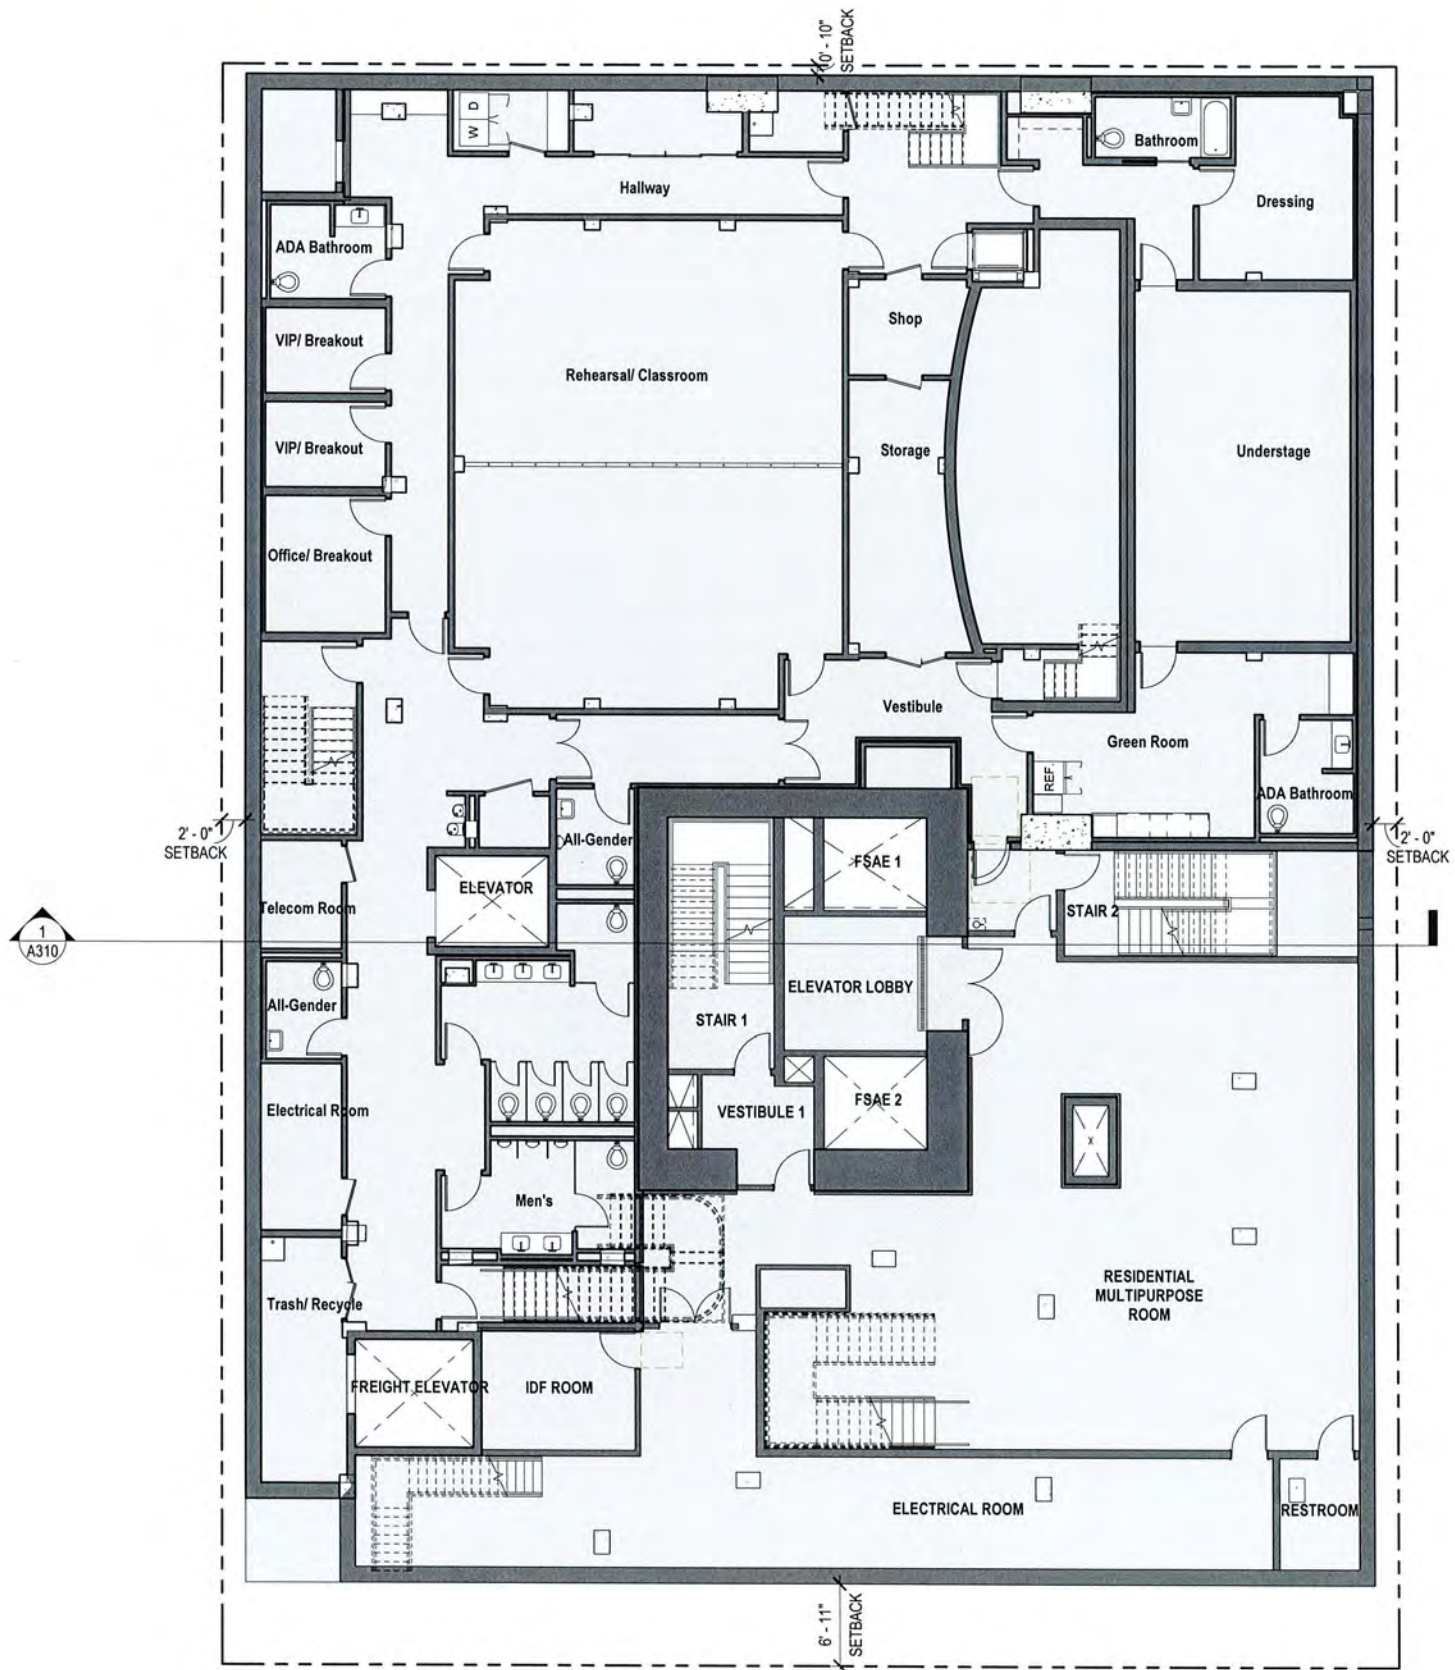 0' - 10"
SETBACK
W
D
Bathroom
Hallway
Dressing
ADA Bathroom
Shop
VIP/ Breakout
Rehearsal/ Classroom
VIP/ Breakout
Storage
Understage
Office/ Breakout
Vestibule
Green Room
REF.
ADA Bathroom
2' - 0"
SETBACK
2' - 0"
SETBACK
All-Gender
FSAE 1
ELEVATOR
Telecom Room
STAIR 2
1
A310
ELEVATOR LOBBY
All-Gender
STAIR 1
Electrical Room
VESTIBULE 1
FSAE 2
X
Men's
RESIDENTIAL
MULTIPURPOSE
ROOM
Trash/ Recycle
FREIGHT ELEVATOR
IDF ROOM
ELECTRICAL ROOM
RESTROOM
6' - 11"
SETBACK